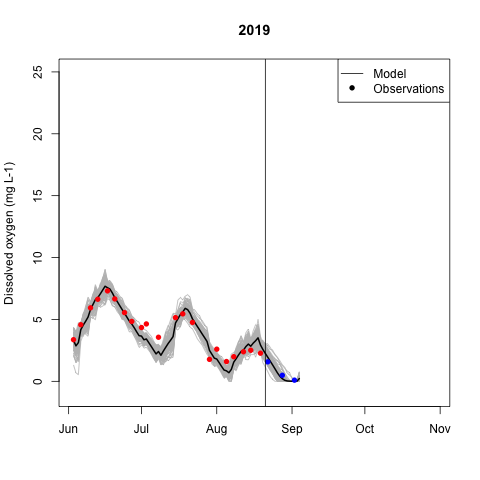 2019
Model
Observations
Dissolved oxygen (mg L-1)
25
20
15
10
5
0
Jun Jul Aug Sep Oct Nov